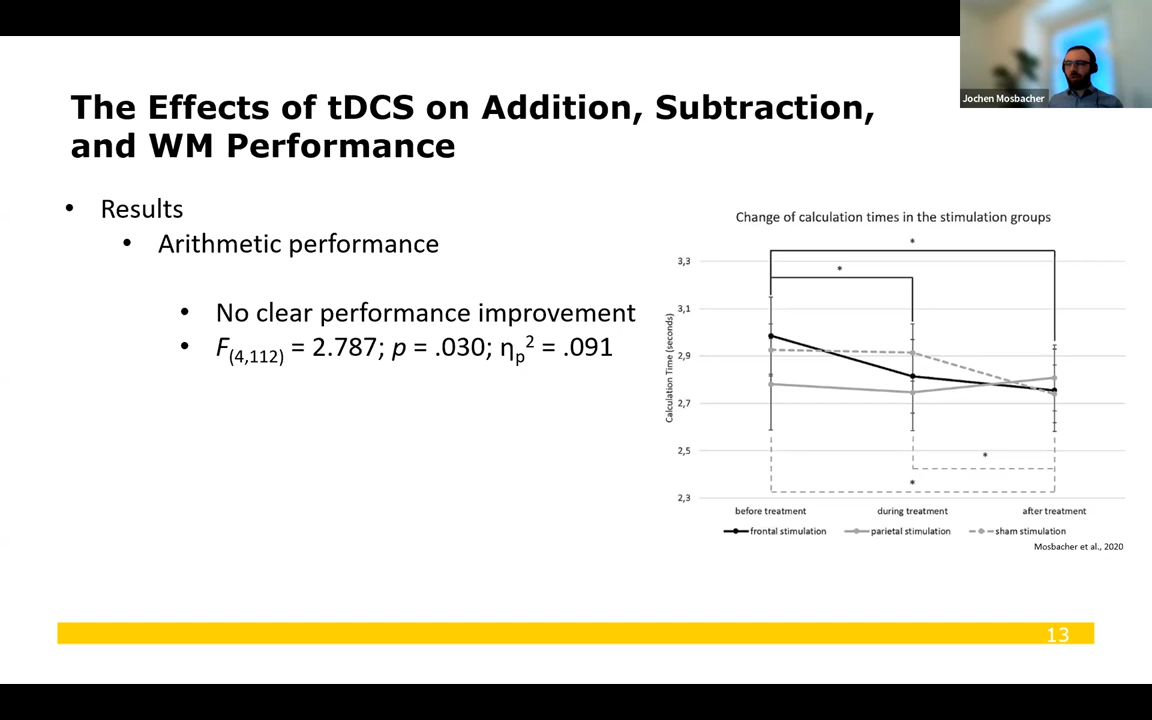 Jochen Mosbacher
The Effects of tDCS on Addition, Subtraction,
and WM Performance
• Results
• Arithmetic performance
• No clear performance improvement
• F(4,112) = 2.787; p = .030; ηp² = .091
Change of calculation times in the stimulation groups
*
*
3,3
3,1
2,9
2,7
2,5
2,3
Calculation Time (seconds)
*
*
before treatment during treatment after treatment
frontal stimulation parietal stimulation sham stimulation
Mosbacher et al., 2020
13